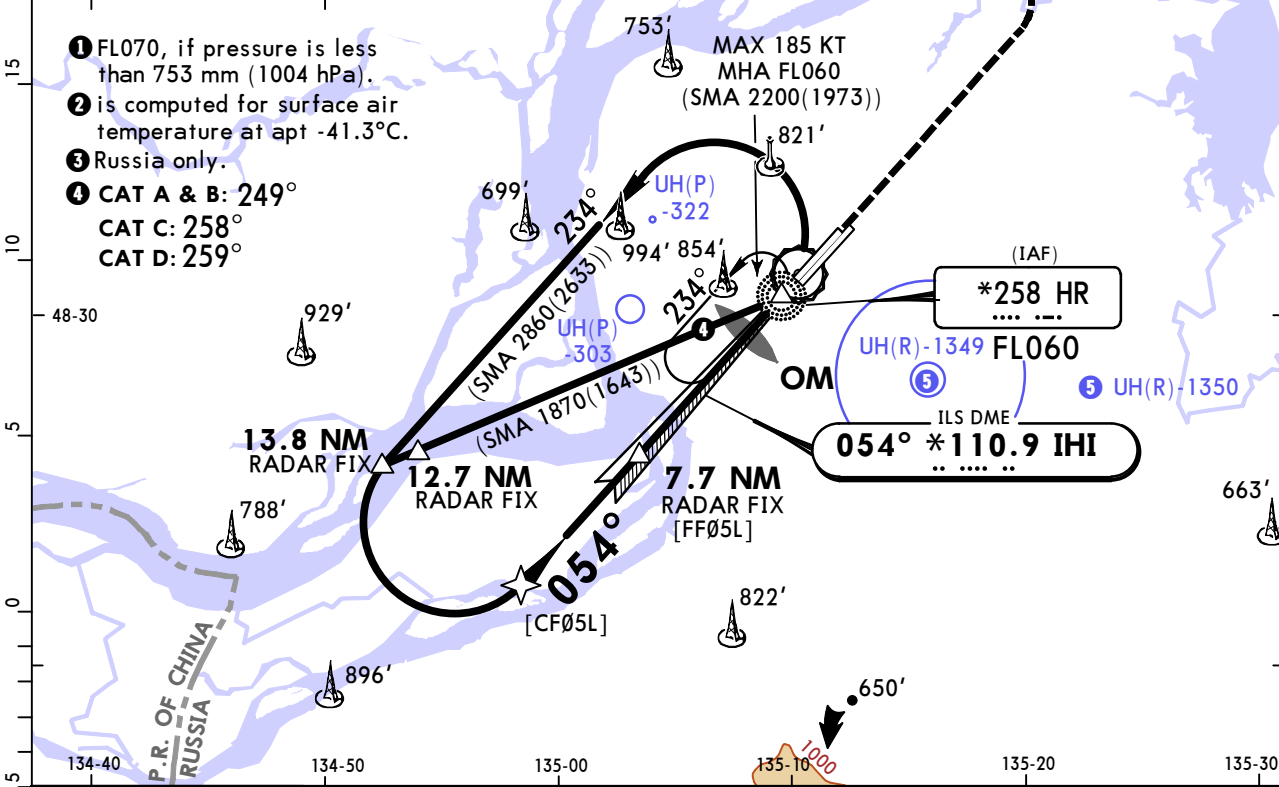 ❶ FL070, if pressure is less
than 753 mm (1004 hPa).
❷ is computed for surface air
temperature at apt -41.3°C.
❸ Russia only.
❹ CAT A & B: 249°
CAT C: 258°
CAT D: 259°
753'
MAX 185 KT
MHA FL060
(SMA 2200(1973))
821'
699'
UH(P)
-322
234°
994'
854'
234°
(SMA 2860(2633))
UH(P)
-303
❹
(SMA 1870(1643))
929'
(IAF)
*258 HR
.... .-.
FL060
UH(R)-1349
❺
❺ UH(R)-1350
OM
ILS DME
054° *110.9 IHI
.. .... ..
13.8 NM
RADAR FIX
12.7 NM
RADAR FIX
7.7 NM
RADAR FIX
[FFØ5L]
054°
[CFØ5L]
788'
663'
822'
896'
650'
1000
P.R. OF CHINA
RUSSIA
15
10
5
0
5
48-30
134-40
134-50
135-00
135-10
135-20
135-30